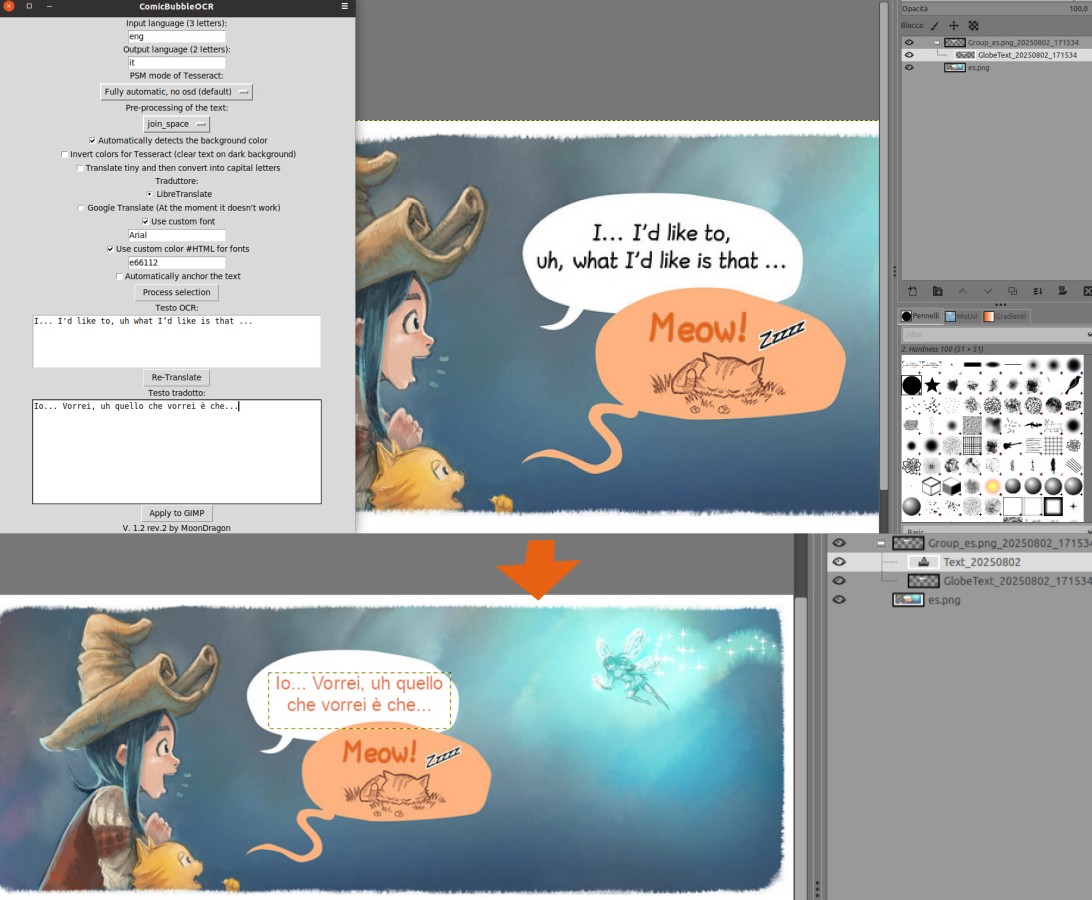 ComicBubbleOCR
Input language (3 letters):
eng
Output language (2 letters):
it
PSM mode of Tesseract:
Fully automatic, no osd (default)
Pre-processing of the text:
join_space
Automatically detects the background color
Invert colors for Tesseract (clear text on dark background)
Translate tiny and then convert into capital letters
Traduttore:
LibreTranslate
Google Translate (At the moment it doesn't work)
Use custom font
Arial
Use custom color #HTML for fonts
e66112
Automatically anchor the text
Process selection
Testo OCR:
I... I'd like to, uh what I'd like is that ...
Re-Translate
Testo tradotto:
Io... Vorrei, uh quello che vorrei è che...
Apply to GIMP
V. 1.2 rev.2 by MoonDragon
I... I'd like to,
uh, what I'd like is that ...
Meow!
Zzzzz
Opacità 100,0
Blocca:
Group_es.png_20250802_171534
GlobeText_20250802_171534
es.png
Pennelli Motivi Gradienti
Filtro
2. Hardness 100 (51 × 51)
Basic
Io... Vorrei, uh quello
che vorrei è che...
Meow!
Zzzzz
Group_es.png_20250802_171534
Text_20250802
GlobeText_20250802_171534
es.png